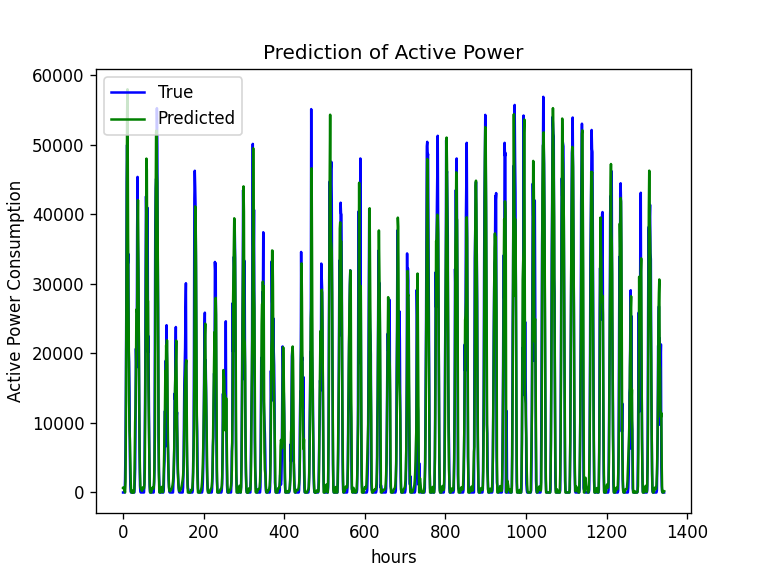 Prediction of Active Power
60000
50000
40000
30000
20000
10000
0
Active Power Consumption
True
Predicted
0 200 400 600 800 1000 1200 1400
hours